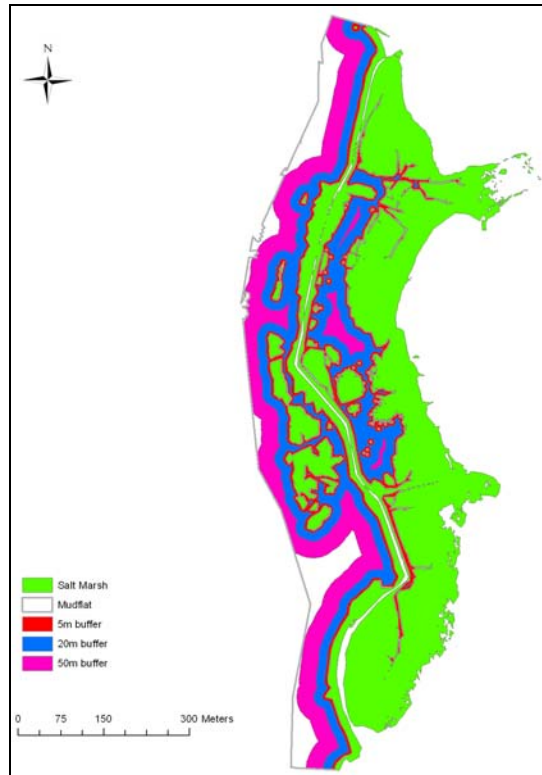 N
Salt Marsh
Mudflat
5m buffer
20m buffer
50m buffer
0 75 150 300 Meters